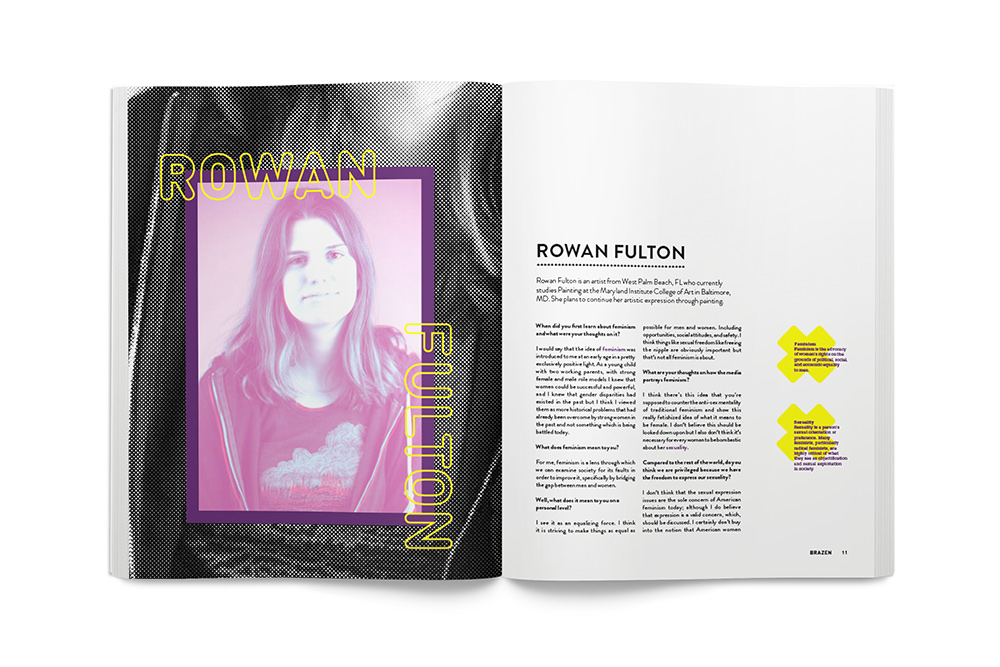 ROWAN
FULTON
ROWAN FULTON
Rowan Fulton is an artist from West Palm Beach, FL who currently
studies Painting at the Maryland Institute College of Art in Baltimore,
MD. She plans to continue her artistic expression through painting.
When did you first learn about feminism
and what were your thoughts on it?
I would say that the idea of feminism was
introduced to me at an early age in a pretty
exclusively positive light. As a young child
with two working parents, with strong
female and male role models I knew that
women could be successful and powerful,
and I knew that gender disparities had
existed in the past but I think I viewed
them as more historical problems that had
already been overcome by strong women in
the past and not something which is being
battled today.
What does feminism mean to you?
For me, feminism is a lens through which
we can examine society for its faults in
order to improve it, specifically by bridging
the gap between men and women.
Well, what does it mean to you on a
personal level?
I see it as an equalizing force. I think
it is striving to make things as equal as
possible for men and women. Including
opportunities, social attitudes, and safety. I
think things like sexual freedom like freeing
the nipple are obviously important but
that's not all feminism is about.
What are your thoughts on how the media
portrays feminism?
I think there's this idea that you're
supposed to counter the anti-sex mentality
of traditional feminism and show this
really fetishized idea of what it means to
be female. I don't believe this should be
looked down upon but I also don't think it's
necessary for every woman to be bombastic
about her sexuality.
Compared to the rest of the world, do you
think we are privileged because we have
the freedom to express our sexuality?
I don't think that the sexual expression
issues are the sole concern of American
feminism today; although I do believe
that expression is a valid concern, which,
should be discussed. I certainly don't buy
into the notion that American women
Feminism
Feminism is the advocacy
of women's rights on the
grounds of political, social,
and economic equality
to men.
Sexuality
Sexuality is a person's
sexual orientation or
preference. Many
feminists, particularly
radical feminists, are
highly critical of what
they see as objectification
and sexual exploitation
in society
BRAZEN 11